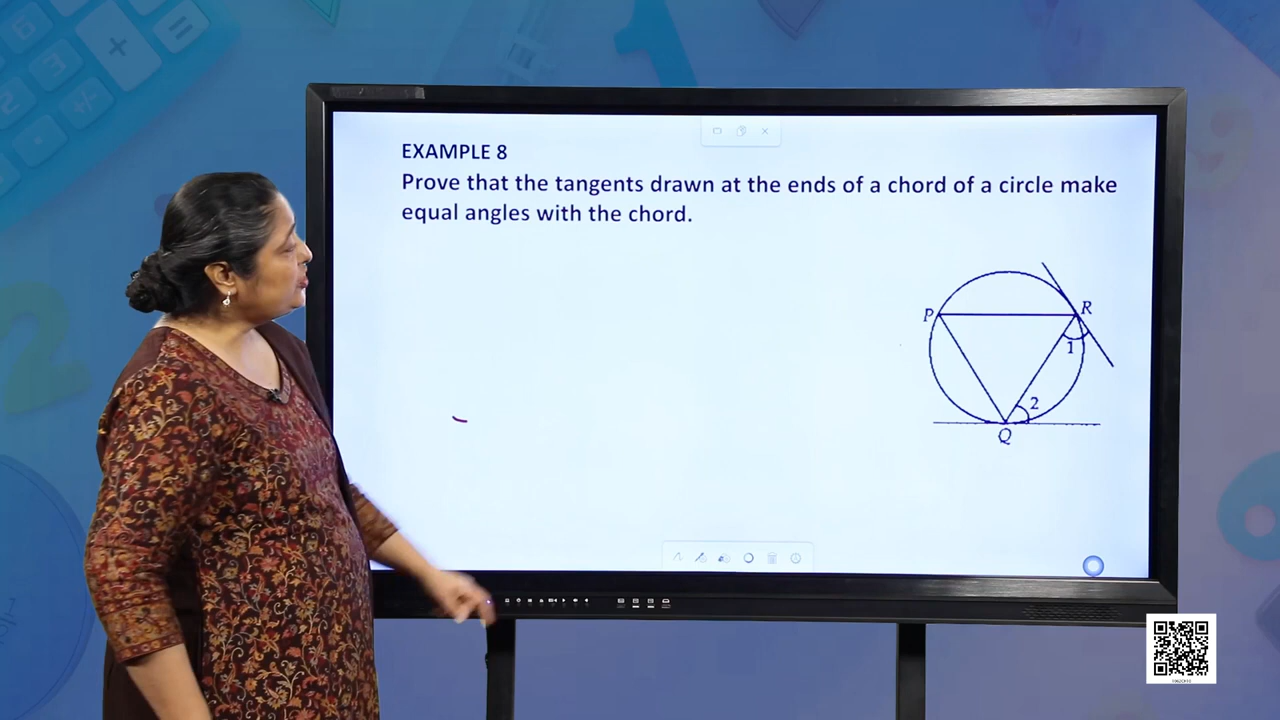 EXAMPLE 8
Prove that the tangents drawn at the ends of a chord of a circle make
equal angles with the chord.
P
R
1
2
Q